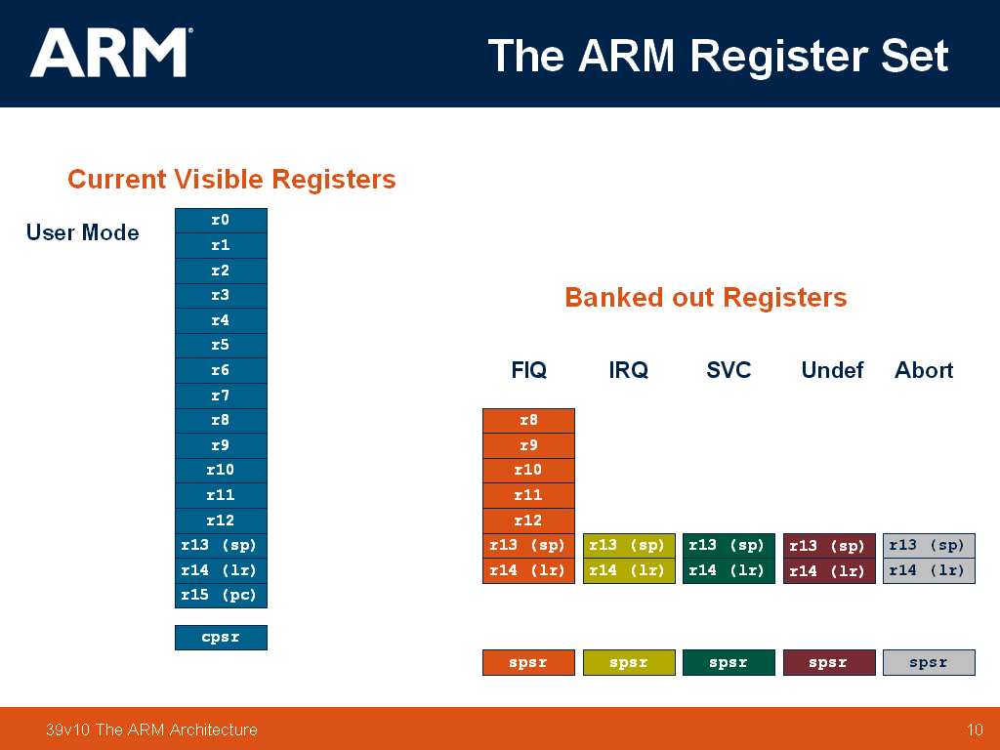 ARM
The ARM Register Set
Current Visible Registers
User Mode
r0
r1
r2
r3
r4
r5
r6
r7
r8
r9
r10
r11
r12
r13 (sp)
r14 (lr)
r15 (pc)
cpsr
Banked out Registers
FIQ IRQ SVC Undef Abort
r8
r9
r10
r11
r12
r13 (sp) r13 (sp) r13 (sp) r13 (sp) r13 (sp)
r14 (lr) r14 (lr) r14 (lr) r14 (lr) r14 (lr)
spsr spsr spsr spsr spsr
39v10 The ARM Architecture
10